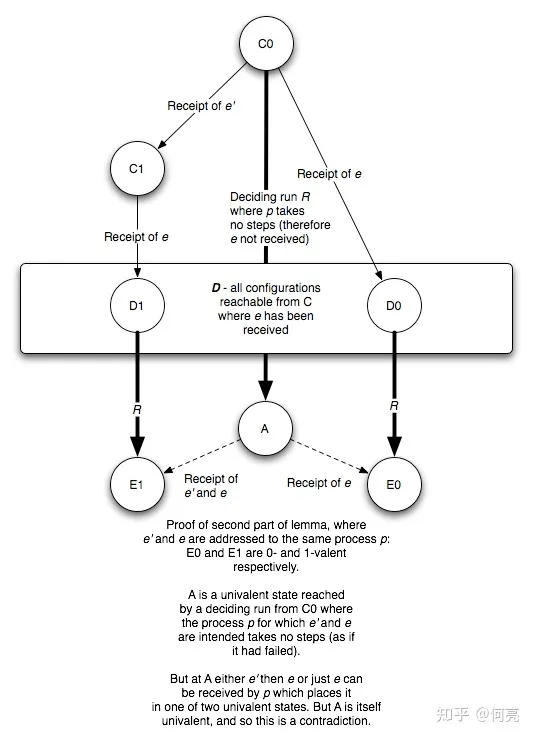 C0
Receipt of e'
C1
Receipt of e
Deciding run R
where p takes
no steps (therefore
e not received)
Receipt of e
D - all configurations
reachable from C
where e has been
received
D1
D0
R
R
A
E1
Receipt of
e' and e
Receipt of e
E0
Proof of second part of lemma, where
e' and e are addressed to the same process p:
E0 and E1 are 0- and 1-valent
respectively.
A is a univalent state reached
by a deciding run from C0 where
the process p for which e' and e
are intended takes no steps (as if
it had failed).
But at A either e' then e or just e can
be received by p which places it
in one of two univalent states. But A is itself
univalent, and so this is a contradiction.
知乎 @何亮